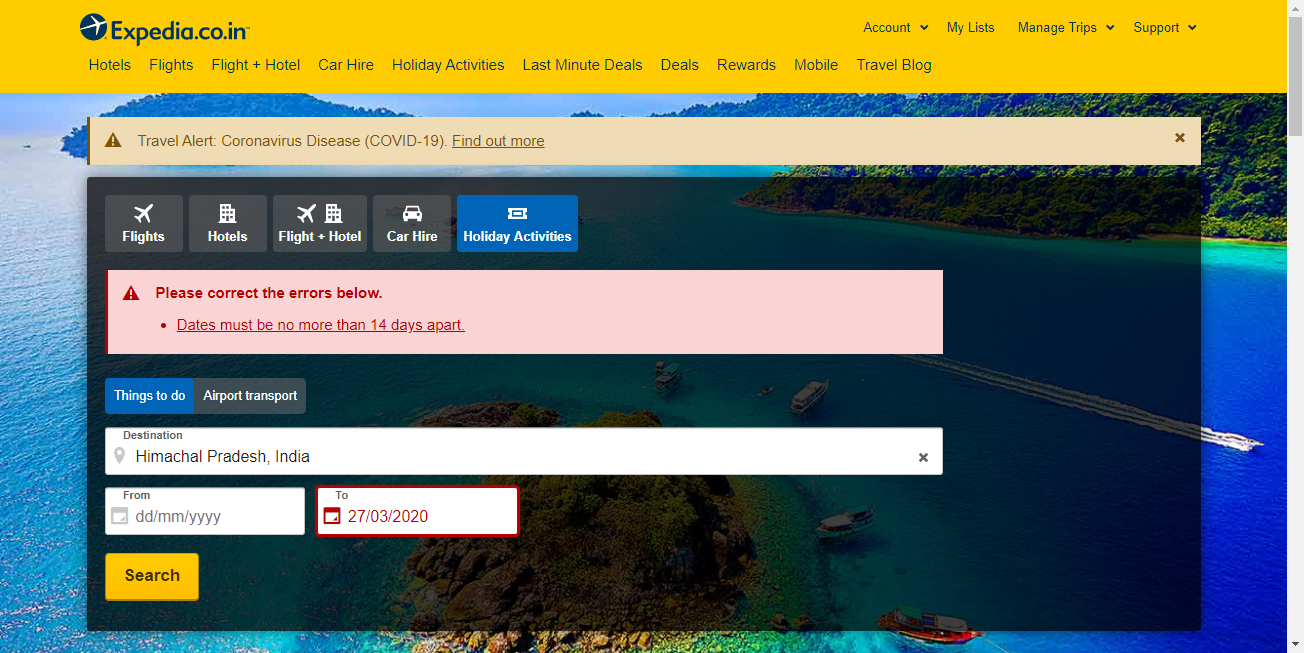 Expedia.co.in™
Account My Lists Manage Trips Support
Hotels Flights Flight + Hotel Car Hire Holiday Activities Last Minute Deals Deals Rewards Mobile Travel Blog
Travel Alert: Coronavirus Disease (COVID-19). Find out more
Flights Hotels Flight + Hotel Car Hire Holiday Activities
Please correct the errors below.
• Dates must be no more than 14 days apart.
Things to do Airport transport
Destination
Himachal Pradesh, India
From To
dd/mm/yyyy 27/03/2020
Search